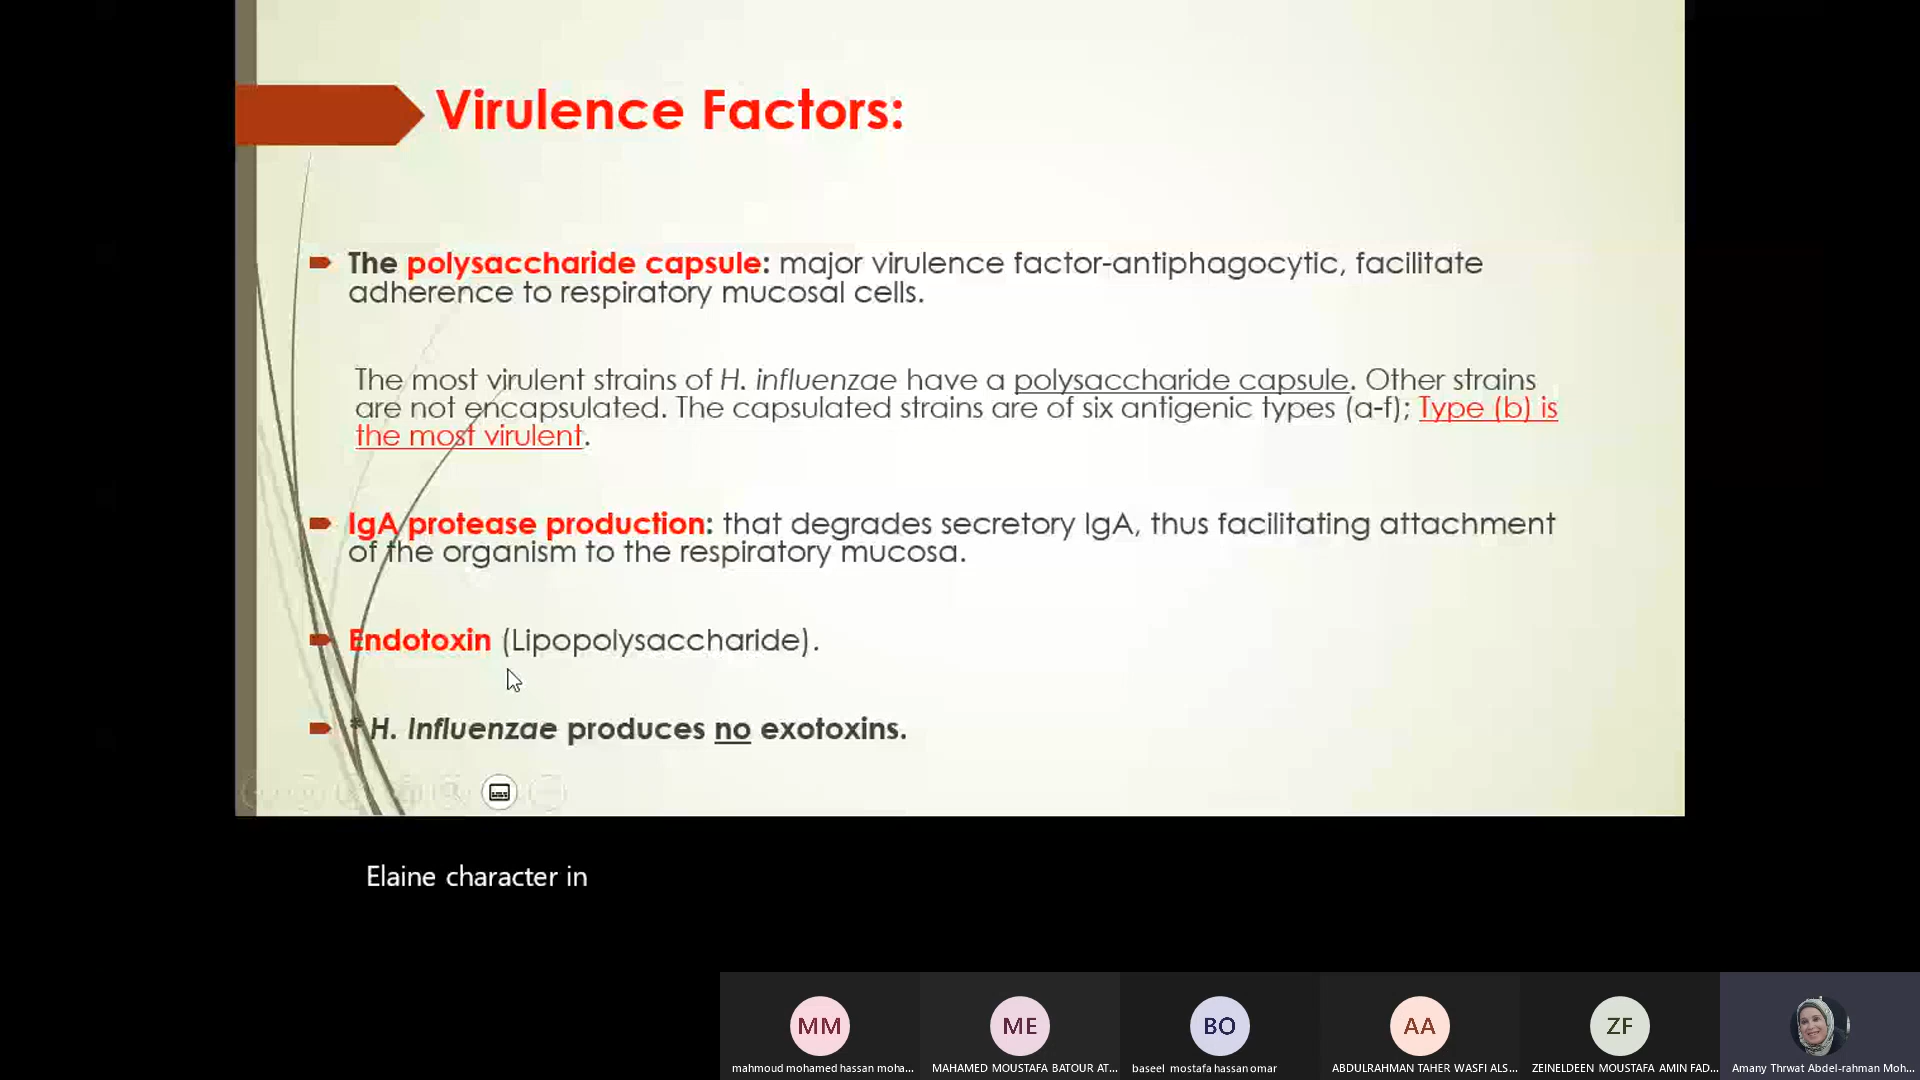 Virulence Factors:
The polysaccharide capsule: major virulence factor-antiphagocytic, facilitate
adherence to respiratory mucosal cells.
The most virulent strains of H. influenzae have a polysaccharide capsule. Other strains
are not encapsulated. The capsulated strains are of six antigenic types (a-f); Type (b) is
the most virulent.
IgA protease production: that degrades secretory IgA, thus facilitating attachment
of the organism to the respiratory mucosa.
Endotoxin (Lipopolysaccharide).
* H. Influenzae produces no exotoxins.
Elaine character in
MM ME BO AA ZF
mahmoud mohamed hassan moha... MAHAMED MOUSTAFA BATOUR AT... baseel mostafa hassan omar ABDULRAHMAN TAHER WASFI ALS... ZEINELDEEN MOUSTAFA AMIN FAD... Amany Thrwat Abdel-rahman Moh...